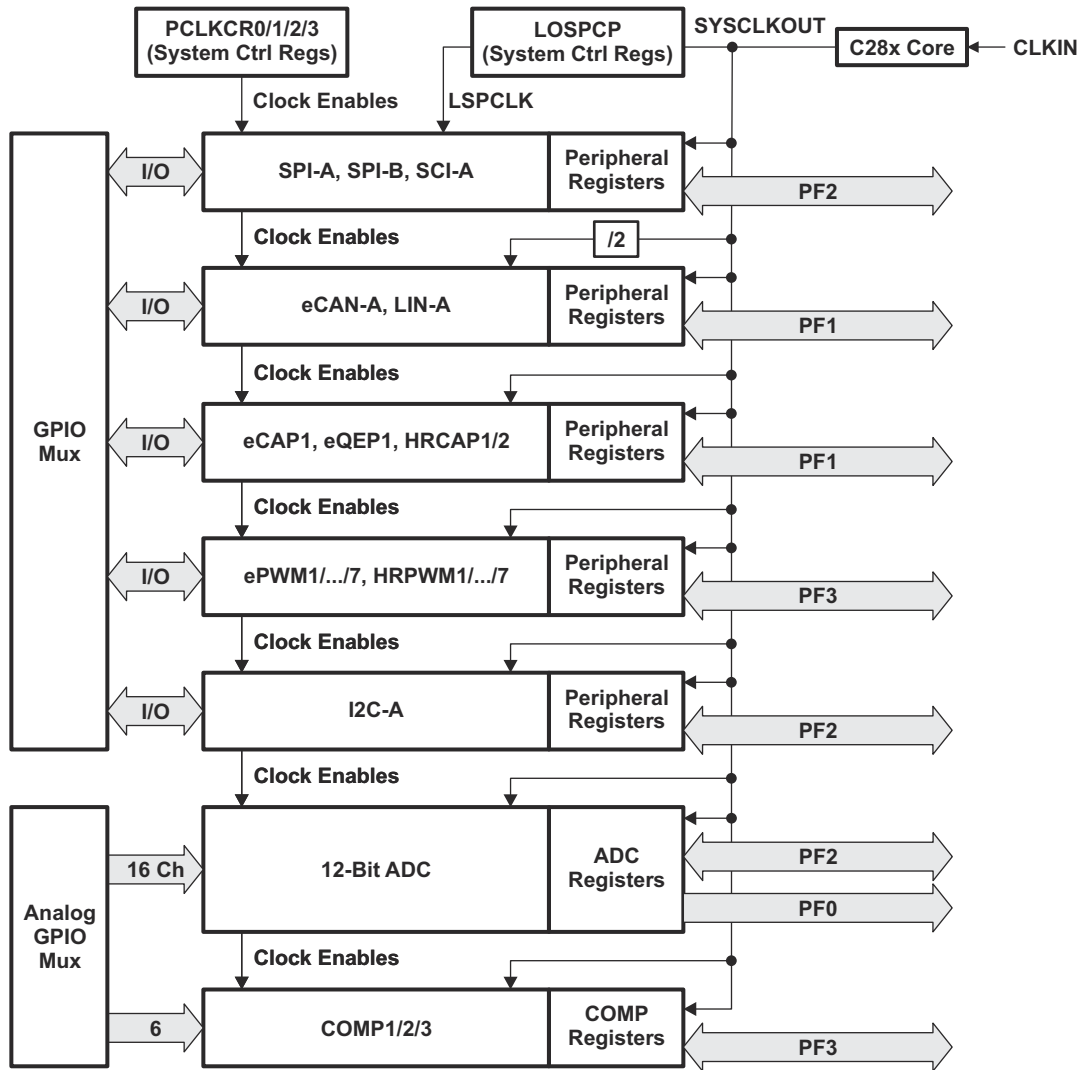 PCLKCR0/1/2/3
(System Ctrl Regs)
LOSPCP
(System Ctrl Regs)
SYSCLKOUT
C28x Core
CLKIN
Clock Enables
LSPCLK
I/O
SPI-A, SPI-B, SCI-A
Peripheral
Registers
PF2
Clock Enables
/2
I/O
eCAN-A, LIN-A
Peripheral
Registers
PF1
Clock Enables
GPIO
Mux
I/O
eCAP1, eQEP1, HRCAP1/2
Peripheral
Registers
PF1
Clock Enables
I/O
ePWM1/.../7, HRPWM1/.../7
Peripheral
Registers
PF3
Clock Enables
I/O
I2C-A
Peripheral
Registers
PF2
Clock Enables
Analog
GPIO
Mux
16 Ch
12-Bit ADC
ADC
Registers
PF2
PF0
Clock Enables
6
COMP1/2/3
COMP
Registers
PF3